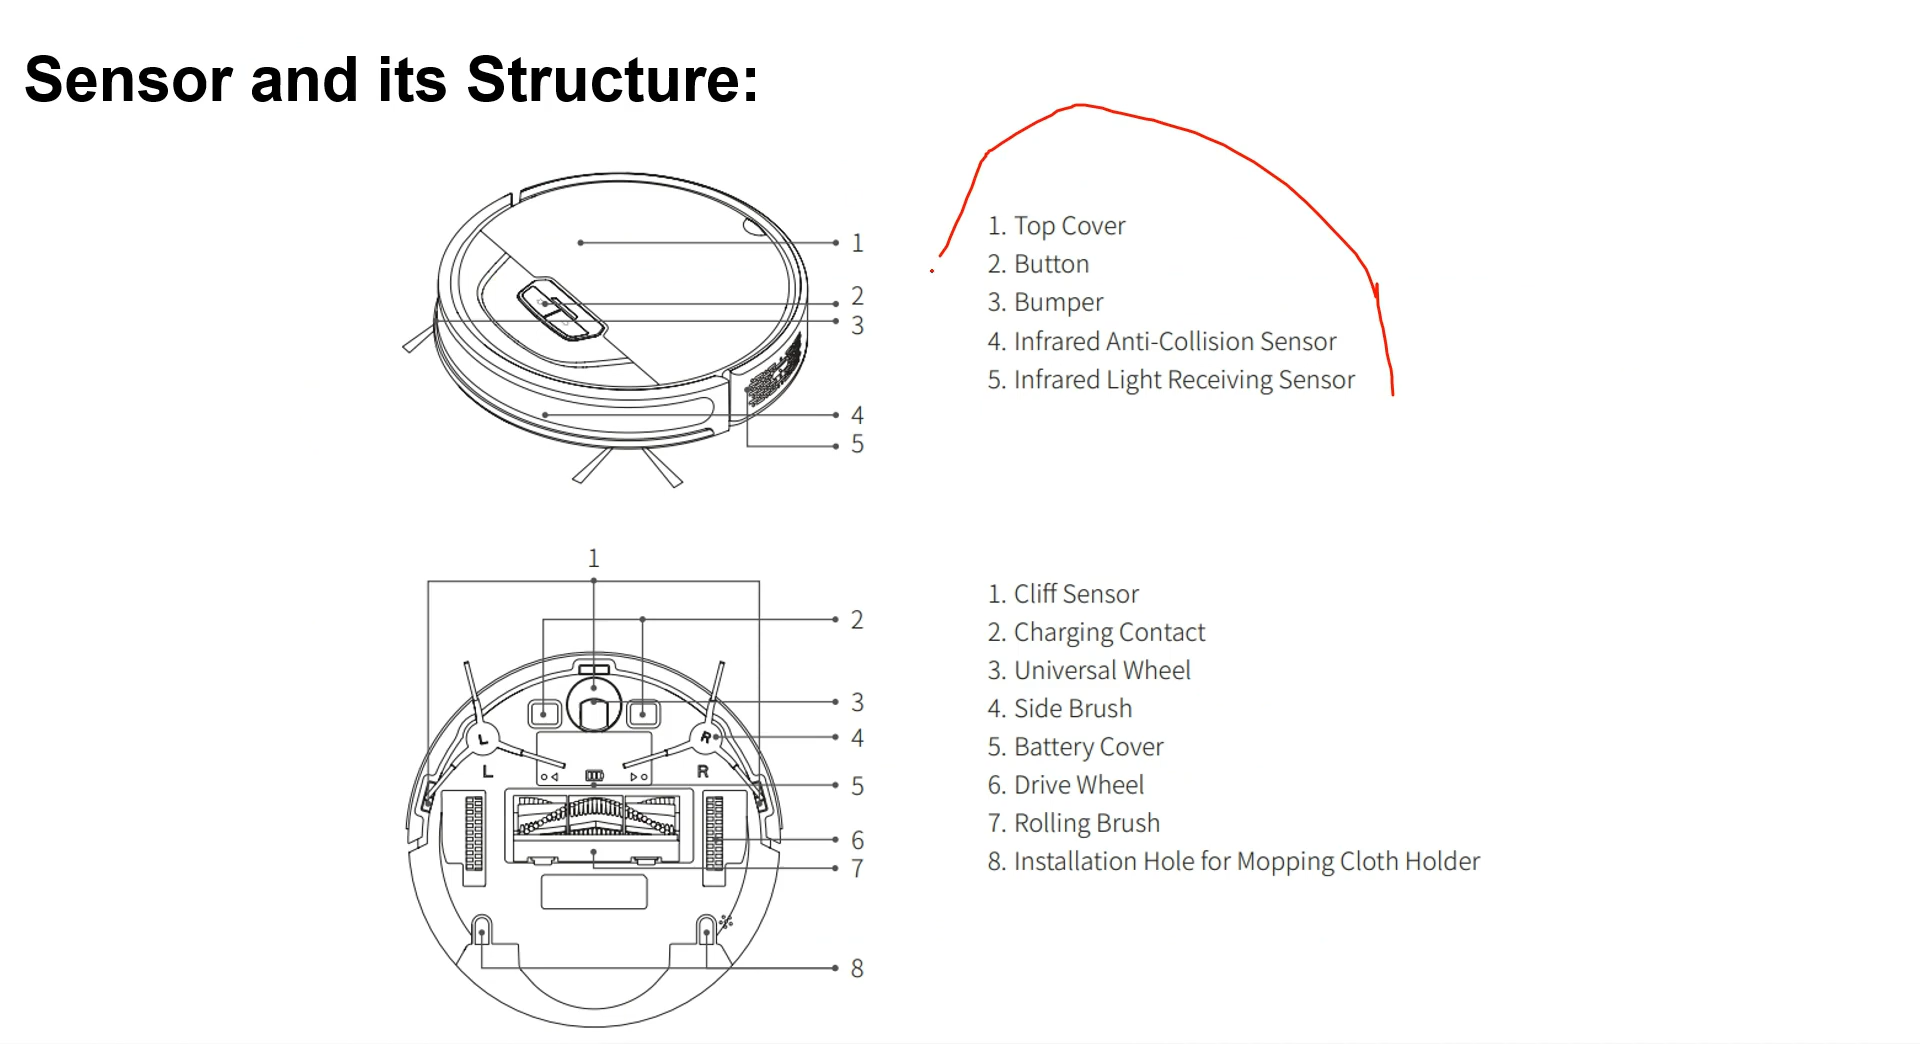 Sensor and its Structure:
1
2
3
4
5
1. Top Cover
2. Button
3. Bumper
4. Infrared Anti-Collision Sensor
5. Infrared Light Receiving Sensor
1
2
3
4
5
6
7
8
L
R
L
R
1. Cliff Sensor
2. Charging Contact
3. Universal Wheel
4. Side Brush
5. Battery Cover
6. Drive Wheel
7. Rolling Brush
8. Installation Hole for Mopping Cloth Holder